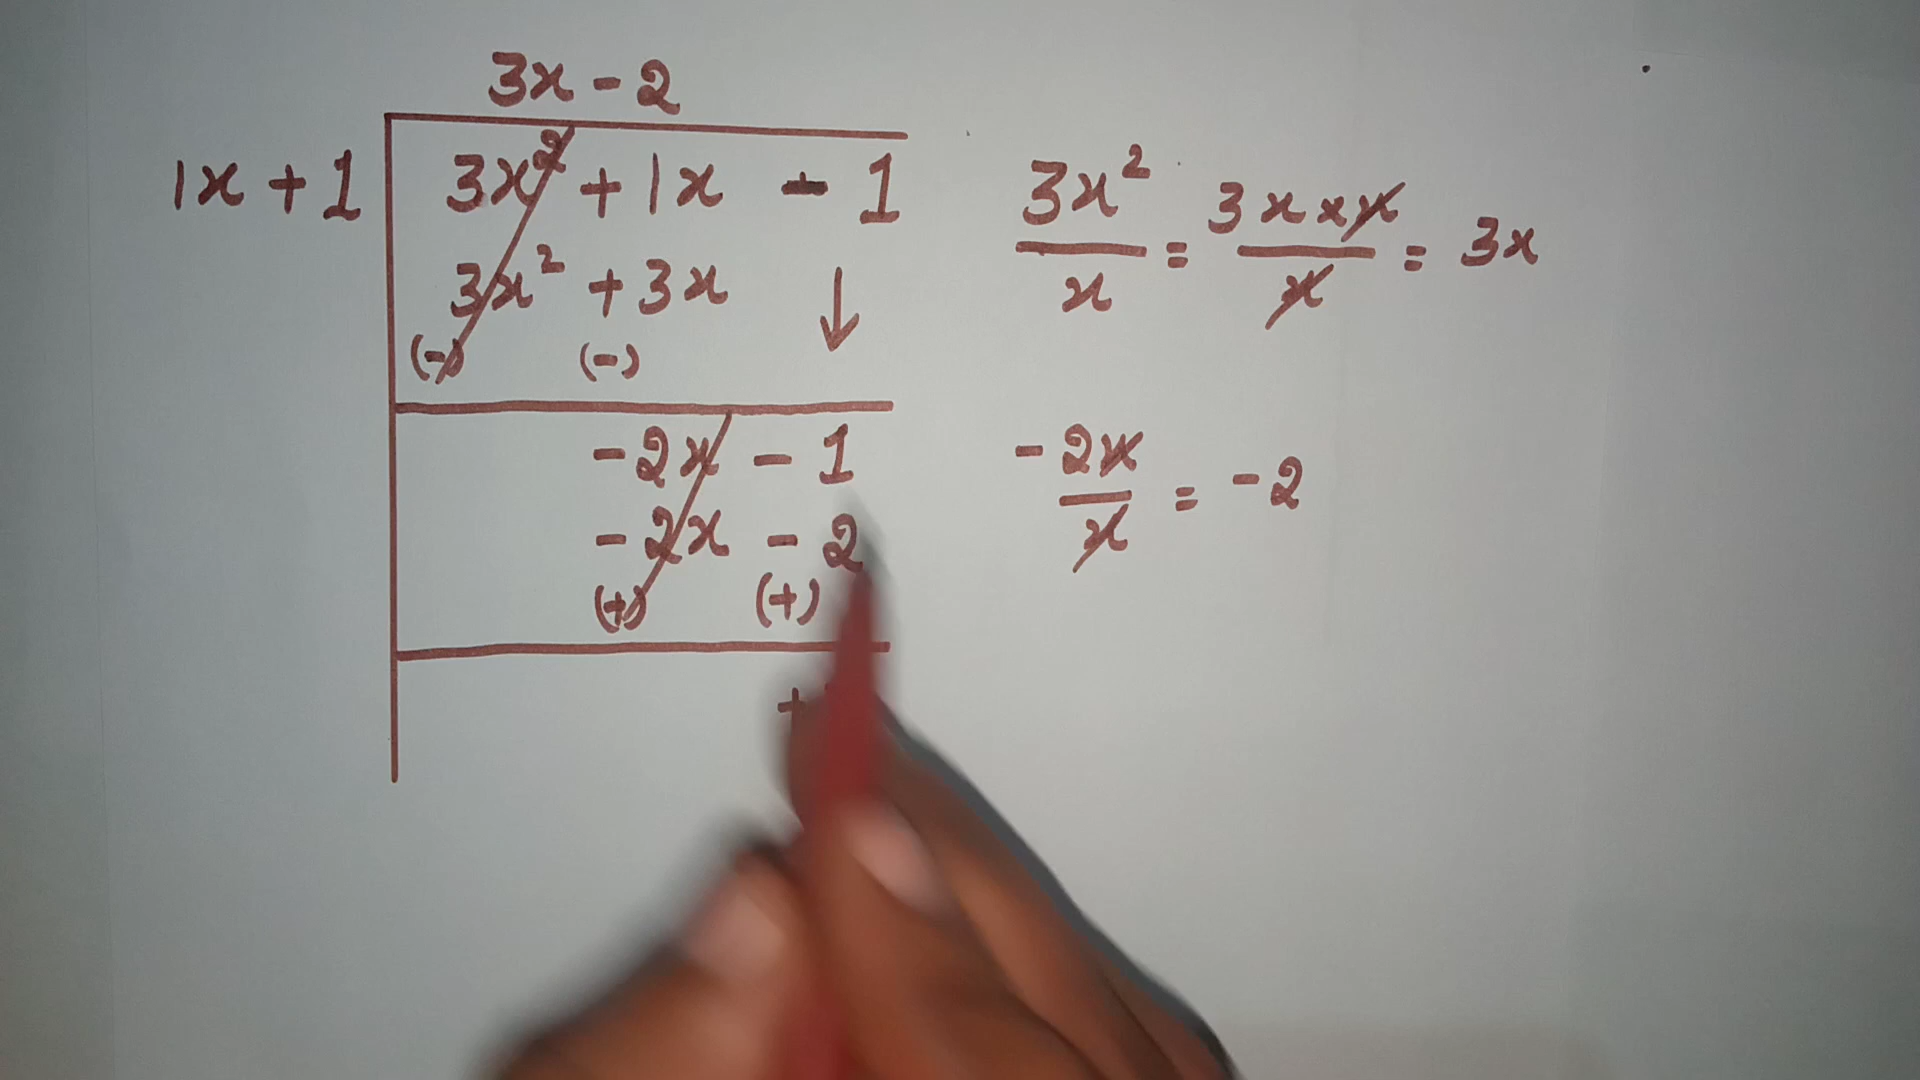 3x - 2
1x + 1 3x² + 1x - 1
3x² + 3x ↓
(-) (-)
-2x - 1
-2x - 2
(+) (+)
+
3x²/x = 3x × x/x = 3x
-2x/x = -2